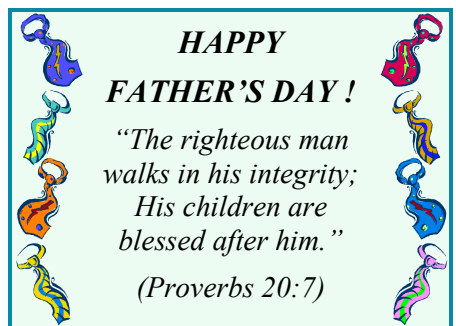 HAPPY
FATHER’S DAY !
“The righteous man
walks in his integrity;
His children are
blessed after him.”
(Proverbs 20:7)